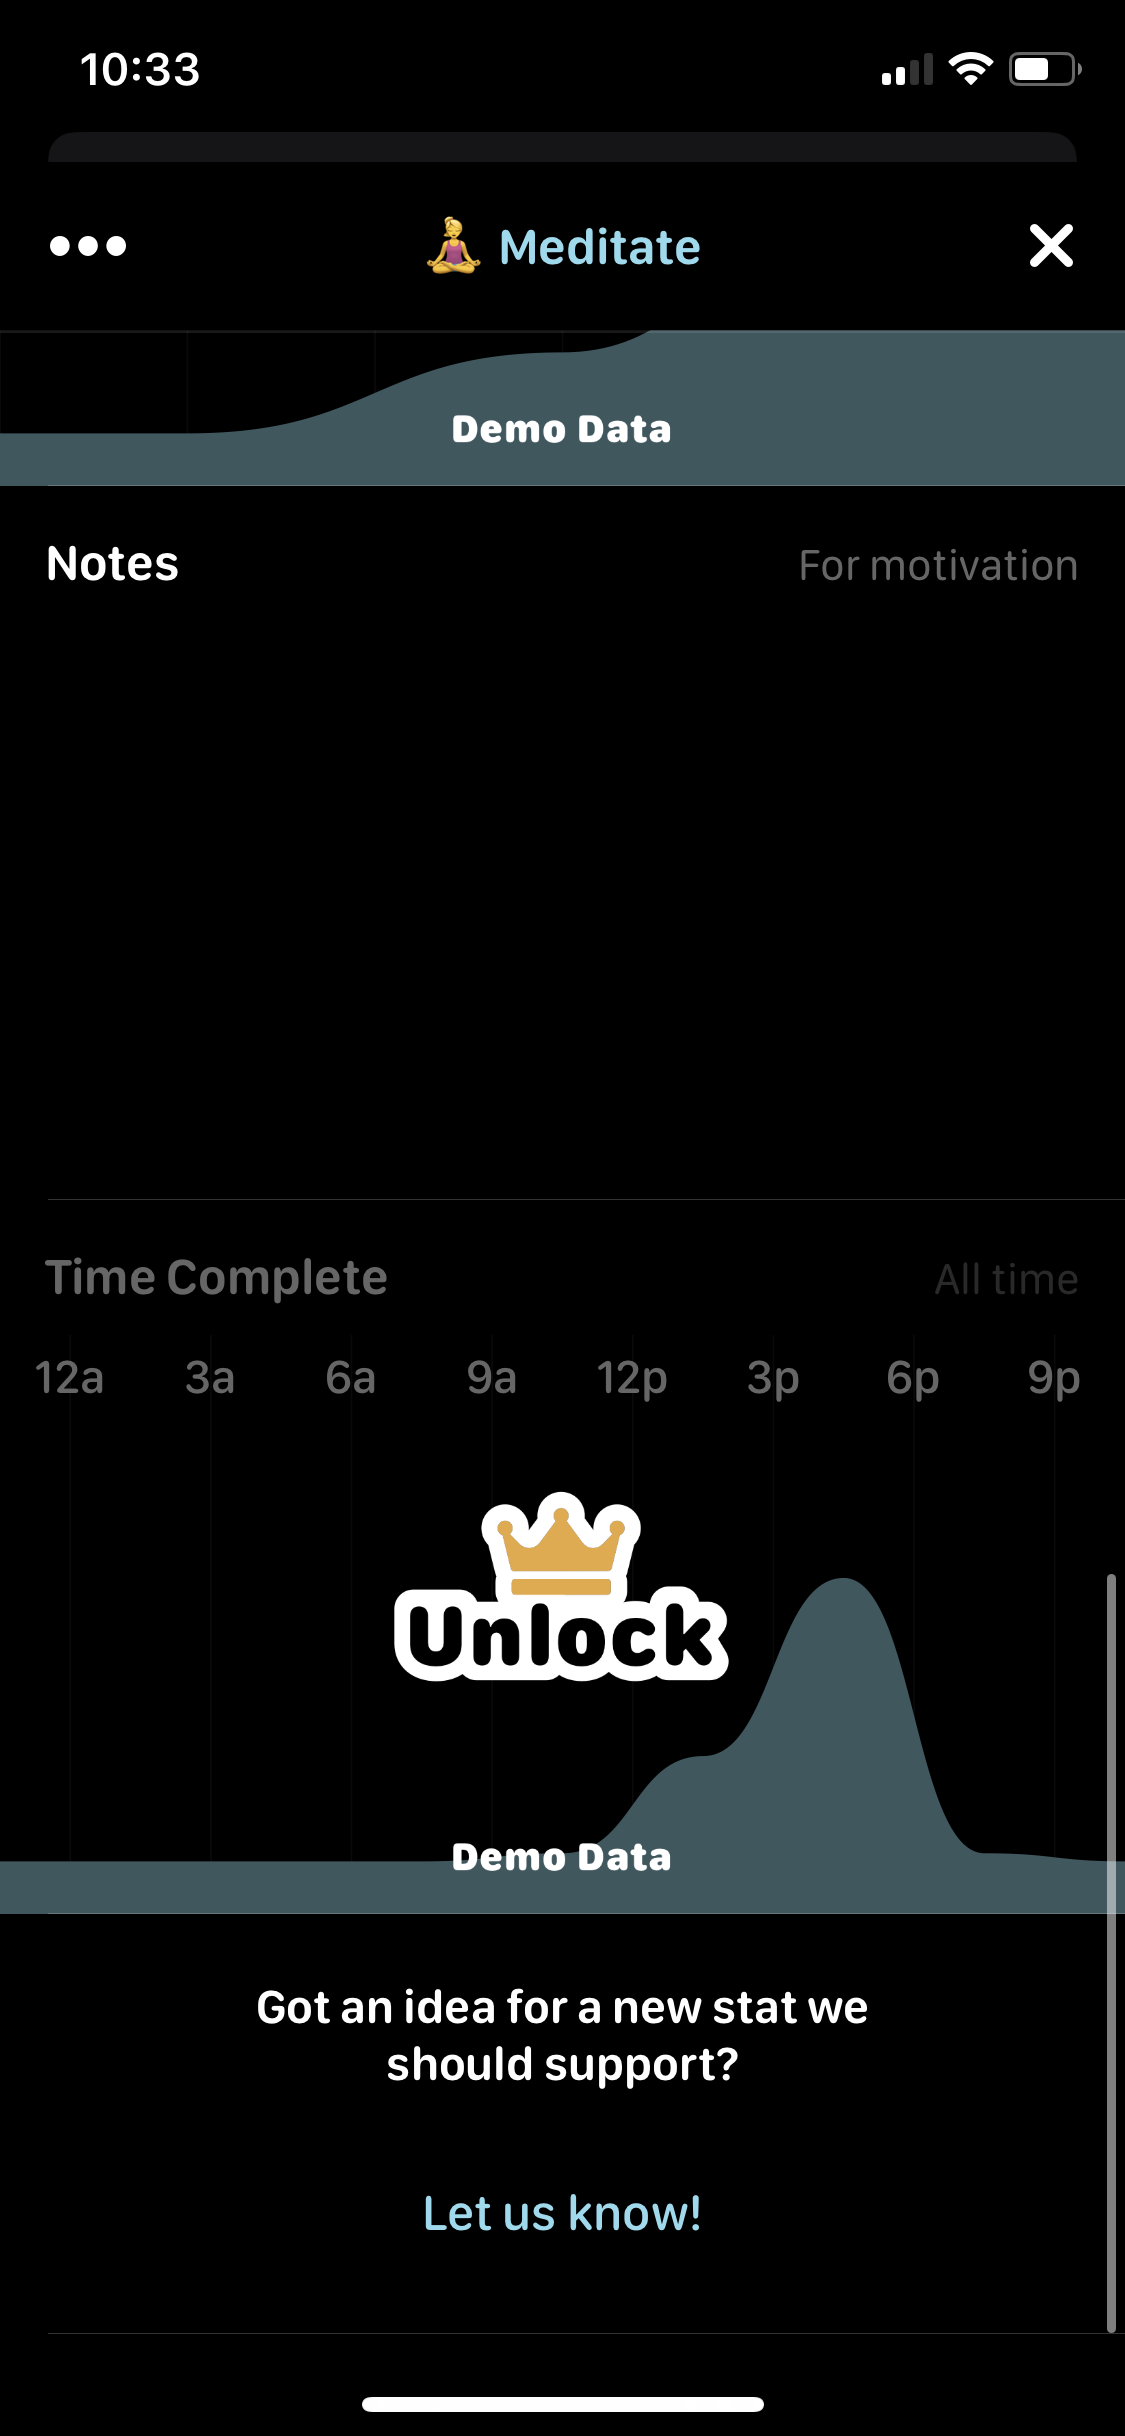 10:33
Meditate
Demo Data
Notes
For motivation
Time Complete
All time
12a 3a 6a 9a 12p 3p 6p 9p
Unlock
Demo Data
Got an idea for a new stat we
should support?
Let us know!